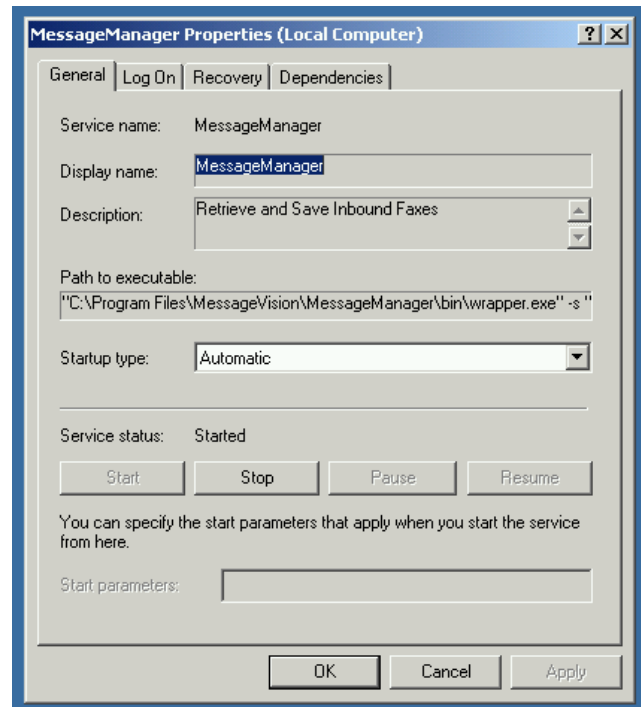 MessageManager Properties (Local Computer)
General Log On Recovery Dependencies
Service name: MessageManager
Display name: MessageManager
Description: Retrieve and Save Inbound Faxes
Path to executable:
"C:\Program Files\MessageVision\MessageManager\bin\wrapper.exe" -s "
Startup type: Automatic
Service status: Started
Start Stop Pause Resume
You can specify the start parameters that apply when you start the service
from here.
Start parameters:
OK Cancel Apply